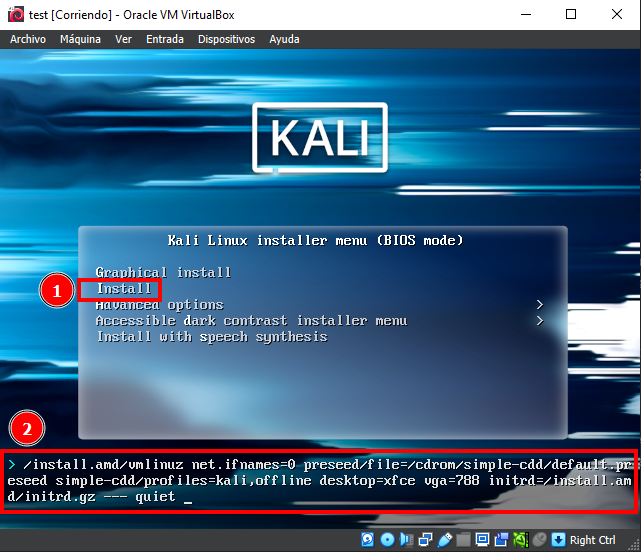 test [Corriendo] - Oracle VM VirtualBox
Archivo Máquina Ver Entrada Dispositivos Ayuda
KALI
Kali Linux installer menu (BIOS mode)
Graphical install
1
Install
Advanced options >
Accessible dark contrast installer menu >
Install with speech synthesis
2
> /install.amd/vmlinuz net.ifnames=0 preseed/file=/cdrom/simple-cdd/default.pr
eseed simple-cdd/profiles=kali,offline desktop=xfce vga=788 initrd=/install.am
d/initrd.gz --- quiet _
Right Ctrl